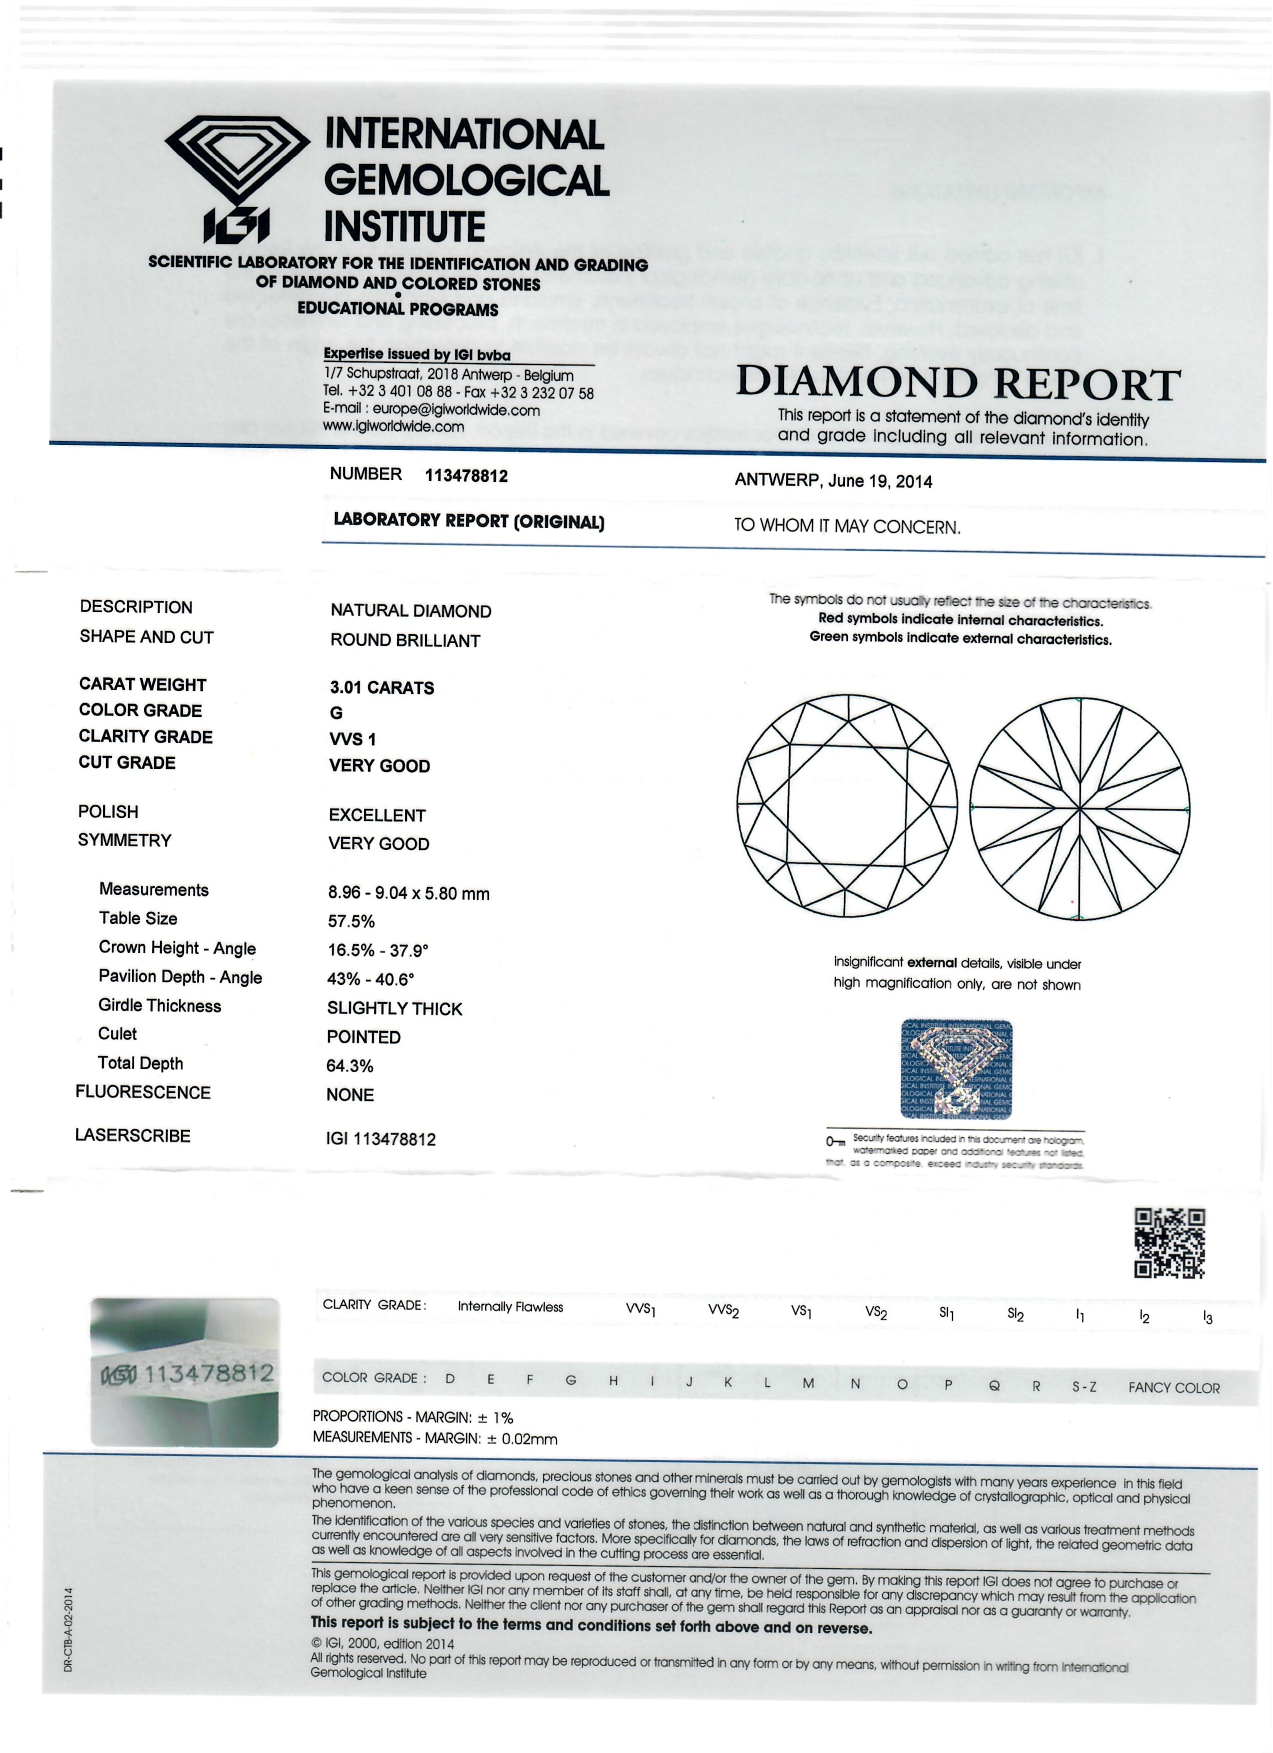 INTERNATIONAL
GEMOLOGICAL
INSTITUTE
IGI
SCIENTIFIC LABORATORY FOR THE IDENTIFICATION AND GRADING
OF DIAMOND AND COLORED STONES
EDUCATIONAL PROGRAMS
Expertise issued by IGI bvba
1/7 Schupstraat, 2018 Antwerp - Belgium
Tel. +32 3 401 08 88 - Fax +32 3 232 07 58
E-mail : europe@igiworldwide.com
www.igiworldwide.com
DIAMOND REPORT
This report is a statement of the diamond's identity
and grade including all relevant information.
NUMBER 113478812
ANTWERP, June 19, 2014
LABORATORY REPORT (ORIGINAL)
TO WHOM IT MAY CONCERN.
DESCRIPTION NATURAL DIAMOND
SHAPE AND CUT ROUND BRILLIANT
CARAT WEIGHT 3.01 CARATS
COLOR GRADE G
CLARITY GRADE VVS 1
CUT GRADE VERY GOOD
POLISH EXCELLENT
SYMMETRY VERY GOOD
Measurements 8.96 - 9.04 x 5.80 mm
Table Size 57.5%
Crown Height - Angle 16.5% - 37.9°
Pavilion Depth - Angle 43% - 40.6°
Girdle Thickness SLIGHTLY THICK
Culet POINTED
Total Depth 64.3%
FLUORESCENCE NONE
LASERSCRIBE IGI 113478812
The symbols do not usually reflect the size of the characteristics.
Red symbols indicate internal characteristics.
Green symbols indicate external characteristics.
insignificant external details, visible under
high magnification only, are not shown
Security features included in this document are hologram,
watermarked paper and additional features not listed,
that, as a composite, exceed industry security standards.
IGI 113478812
CLARITY GRADE : Internally Flawless VVS1 VVS2 VS1 VS2 SI1 SI2 I1 I2 I3
COLOR GRADE : D E F G H I J K L M N O P Q R S - Z FANCY COLOR
PROPORTIONS - MARGIN: ± 1%
MEASUREMENTS - MARGIN: ± 0.02mm
The gemological analysis of diamonds, precious stones and other minerals must be carried out by gemologists with many years experience in this field
who have a keen sense of the professional code of ethics governing their work as well as a thorough knowledge of crystallographic, optical and physical
phenomenon.
The identification of the various species and varieties of stones, the distinction between natural and synthetic material, as well as various treatment methods
currently encountered are all very sensitive factors. More specifically for diamonds, the laws of refraction and dispersion of light, the related geometric data
as well as knowledge of all aspects involved in the cutting process are essential.
This gemological report is provided upon request of the customer and/or the owner of the gem. By making this report IGI does not agree to purchase or
replace the article. Neither IGI nor any member of its staff shall, at any time, be held responsible for any discrepancy which may result from the application
of other grading methods. Neither the client nor any purchaser of the gem shall regard this Report as an appraisal nor as a guaranty or warranty.
This report is subject to the terms and conditions set forth above and on reverse.
© IGI, 2000, edition 2014
All rights reserved. No part of this report may be reproduced or transmitted in any form or by any means, without permission in writing from International
Gemological Institute
DR-CTB-A-02-2014